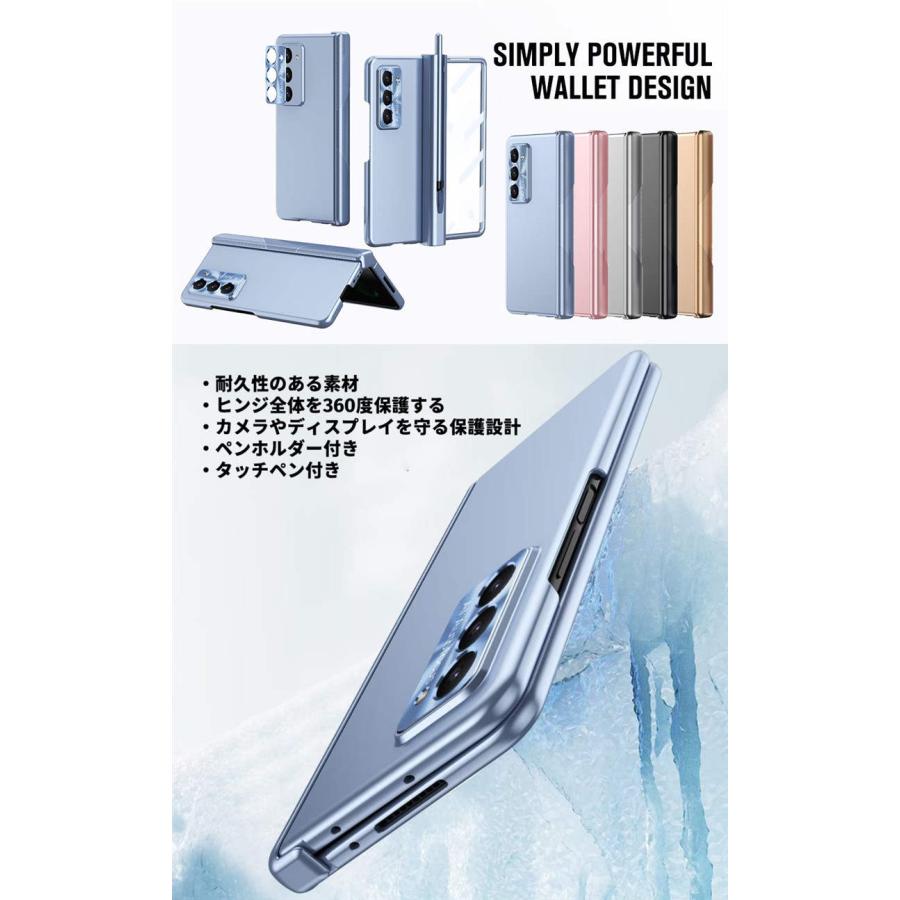 SIMPLY POWERFUL
WALLET DESIGN
・耐久性のある素材
・ヒンジ全体を360度保護する
・カメラやディスプレイを守る保護設計
・ペンホルダー付き
・タッチペン付き